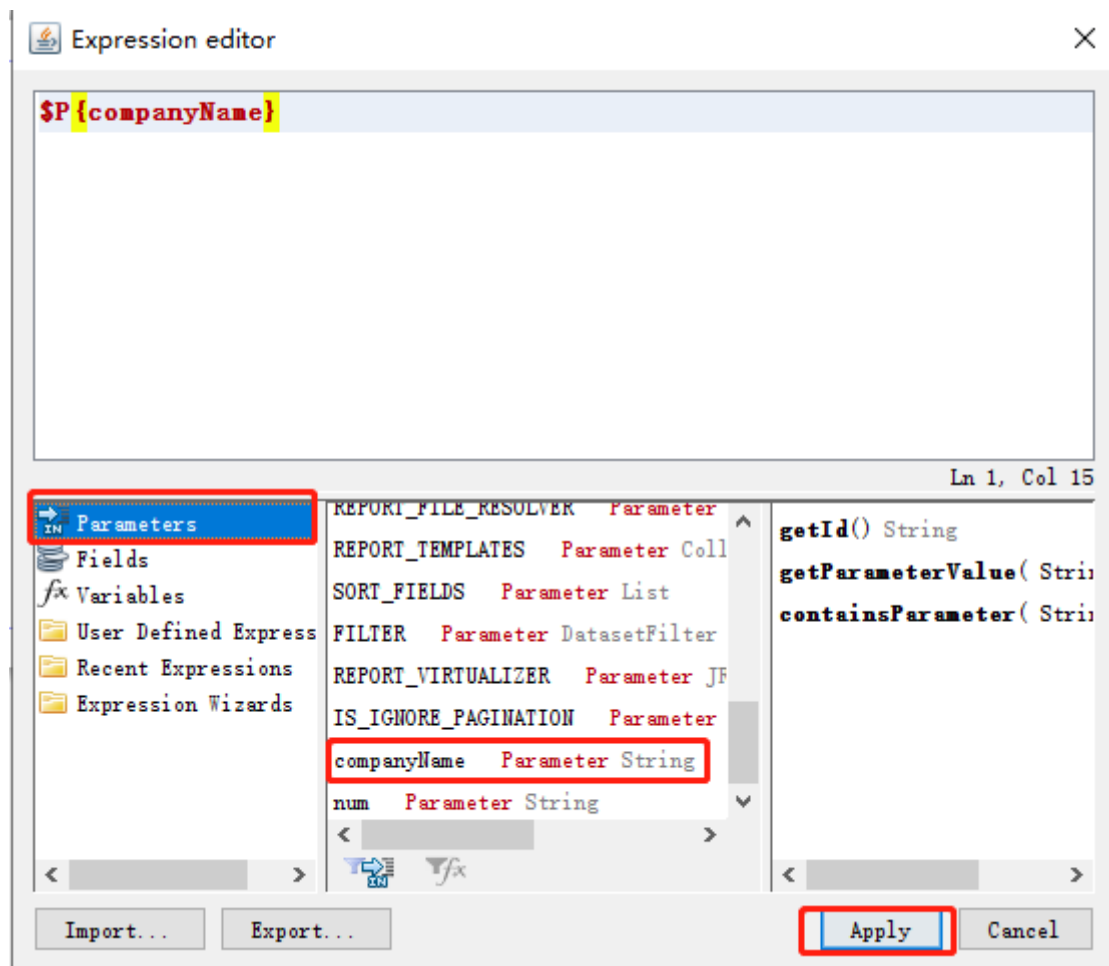 Expression editor
$P{companyName}
Ln 1, Col 15
Parameters
Fields
Variables
User Defined Express
Recent Expressions
Expression Wizards
REPORT_FILE_RESOLVER Parameter
REPORT_TEMPLATES Parameter Coll
SORT_FIELDS Parameter List
FILTER Parameter DatasetFilter
REPORT_VIRTUALIZER Parameter JR
IS_IGNORE_PAGINATION Parameter
companyName Parameter String
num Parameter String
getId() String
getParameterValue( Strin
containsParameter( Strin
Import...
Export...
Apply
Cancel